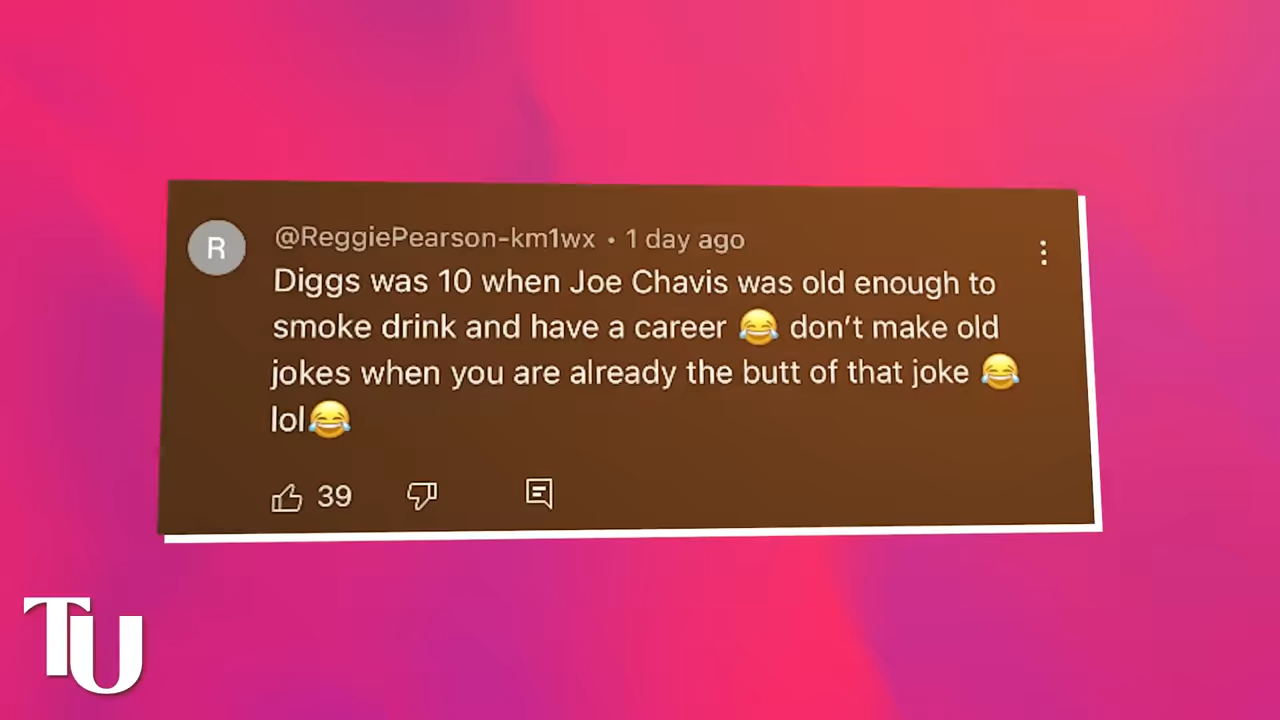 R
@ReggiePearson-km1wx • 1 day ago
Diggs was 10 when Joe Chavis was old enough to
smoke drink and have a career 😂 don’t make old
jokes when you are already the butt of that joke 😂
lol😂
39
TU